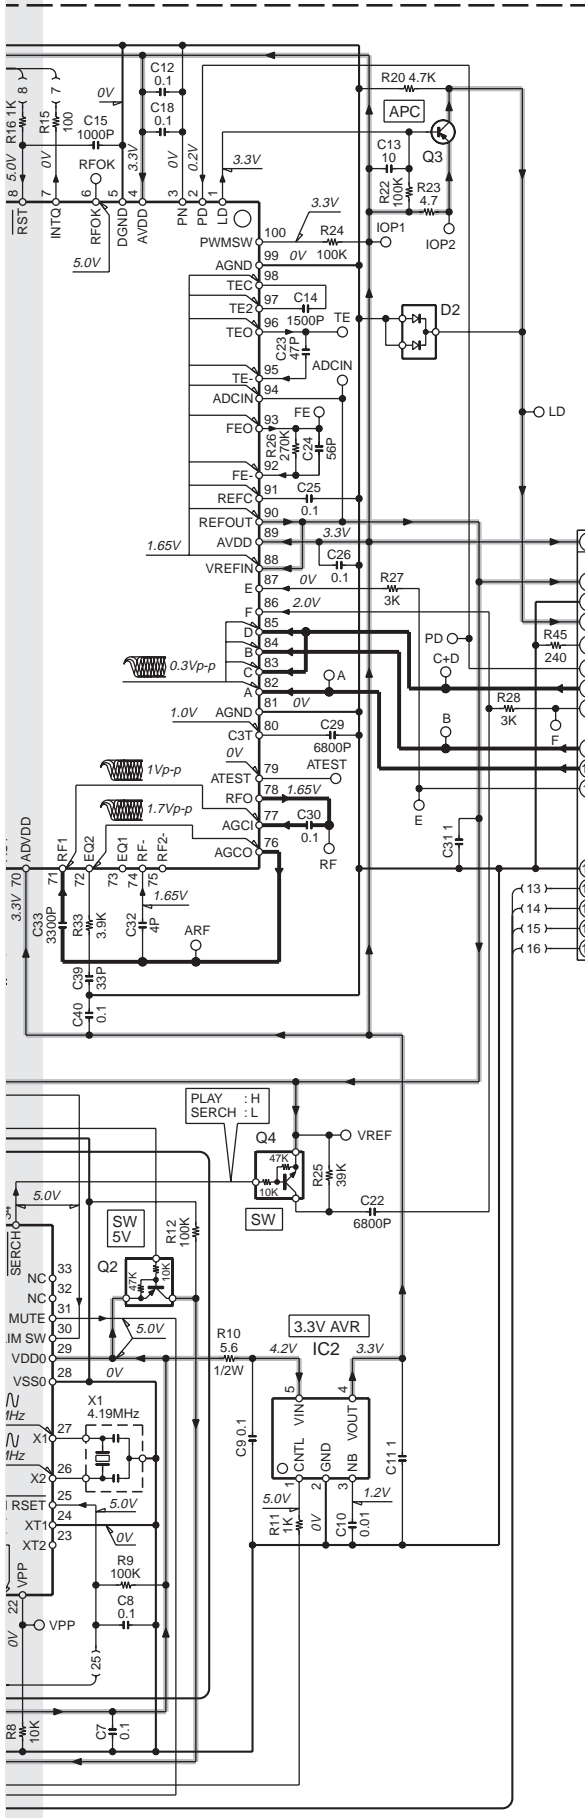 C12
0.1
C18
0.1
R20 4.7K
APC
8
7
R16 1K
R15
100
0V
C15
1000P
RFOK
5.0V
0V
3.3V
0V
0.2V
3.3V
C13
10
R22
100K
Q3
R23
4.7
8
7
6
5
4
3
2
1
RST
INTQ
RFOK
DGND
AVDD
PN
PD
LD
5.0V
3.3V
IOP1
IOP2
PWMSW
100
R24
100K
AGND
99
0V
TEC
98
TE2
97
C14
1500P
D2
TEO
96
TE
C23
47P
TE-
95
ADCIN
ADCIN
94
LD
FEO
93
FE
R26
270K
C24
56P
FE-
92
REFC
91
C25
0.1
REFOUT
90
AVDD
89
3.3V
1.65V
VREFIN
88
C26
0.1
E
87
0V
R27
3K
F
86
2.0V
D
85
PD
R45
240
B
84
0.3Vp-p
C
83
C+D
A
82
A
1.0V
AGND
81
0V
R28
3K
C3T
80
C29
6800P
B
F
0V
ATEST
79
ATEST
1Vp-p
RFO
78
1.65V
1.7Vp-p
AGCI
77
C30
0.1
E
AGCO
76
RF
C31 1
ADVDD
RF1
EQ2
EQ1
RF-
RF2-
70
71
72
73
74
75
3.3V
C33
3300P
R33
3.9K
C32
4P
1.65V
ARF
13
14
15
16
C39
33P
C40
0.1
PLAY : H
SERCH : L
Q4
47K
10K
VREF
R25
39K
C22
6800P
SW
5.0V
34
SERCH
SW
5V
R12
100K
Q2
47K
10K
NC
33
NC
32
MUTE
31
5.0V
IM SW
30
VDD0
29
VSS0
28
0V
R10
5.6
1/2W
3.3V AVR
IC2
4.2V
3.3V
5
4
VIN
VOUT
CNTL
GND
NB
1
2
3
X1
4.19MHz
MHz
X1
27
MHz
X2
26
C9 0.1
C11 1
RSET
25
5.0V
XT1
24
0V
XT2
23
5.0V
R11
1K
0V
C10
0.01
1.2V
R9
100K
C8
0.1
VPP
22
0V
VPP
25
R8
10K
C7
0.1